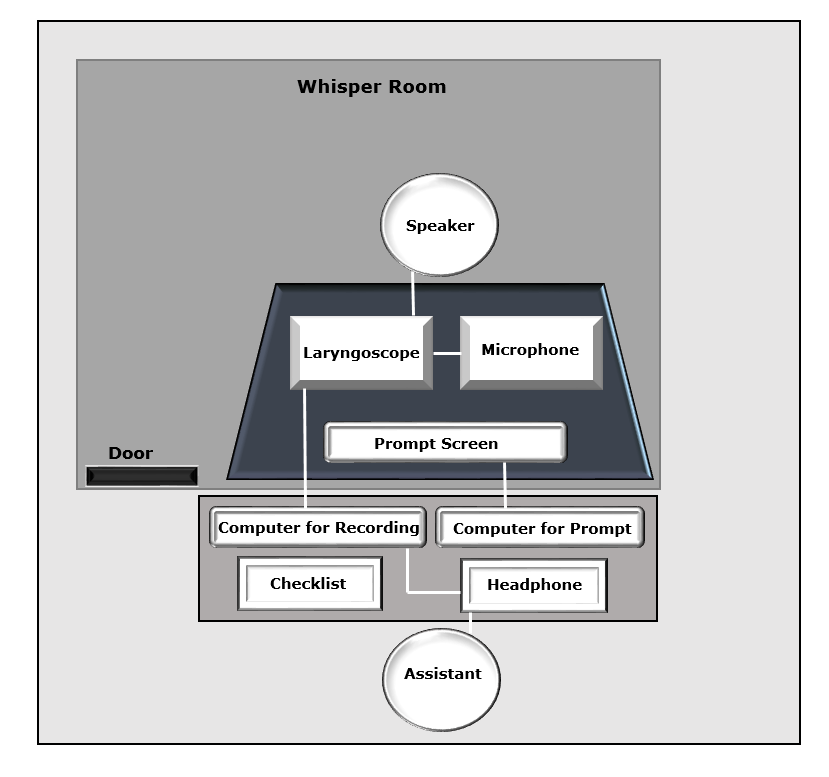 Whisper Room
Speaker
Laryngoscope
Microphone
Prompt Screen
Door
Computer for Recording
Computer for Prompt
Checklist
Headphone
Assistant